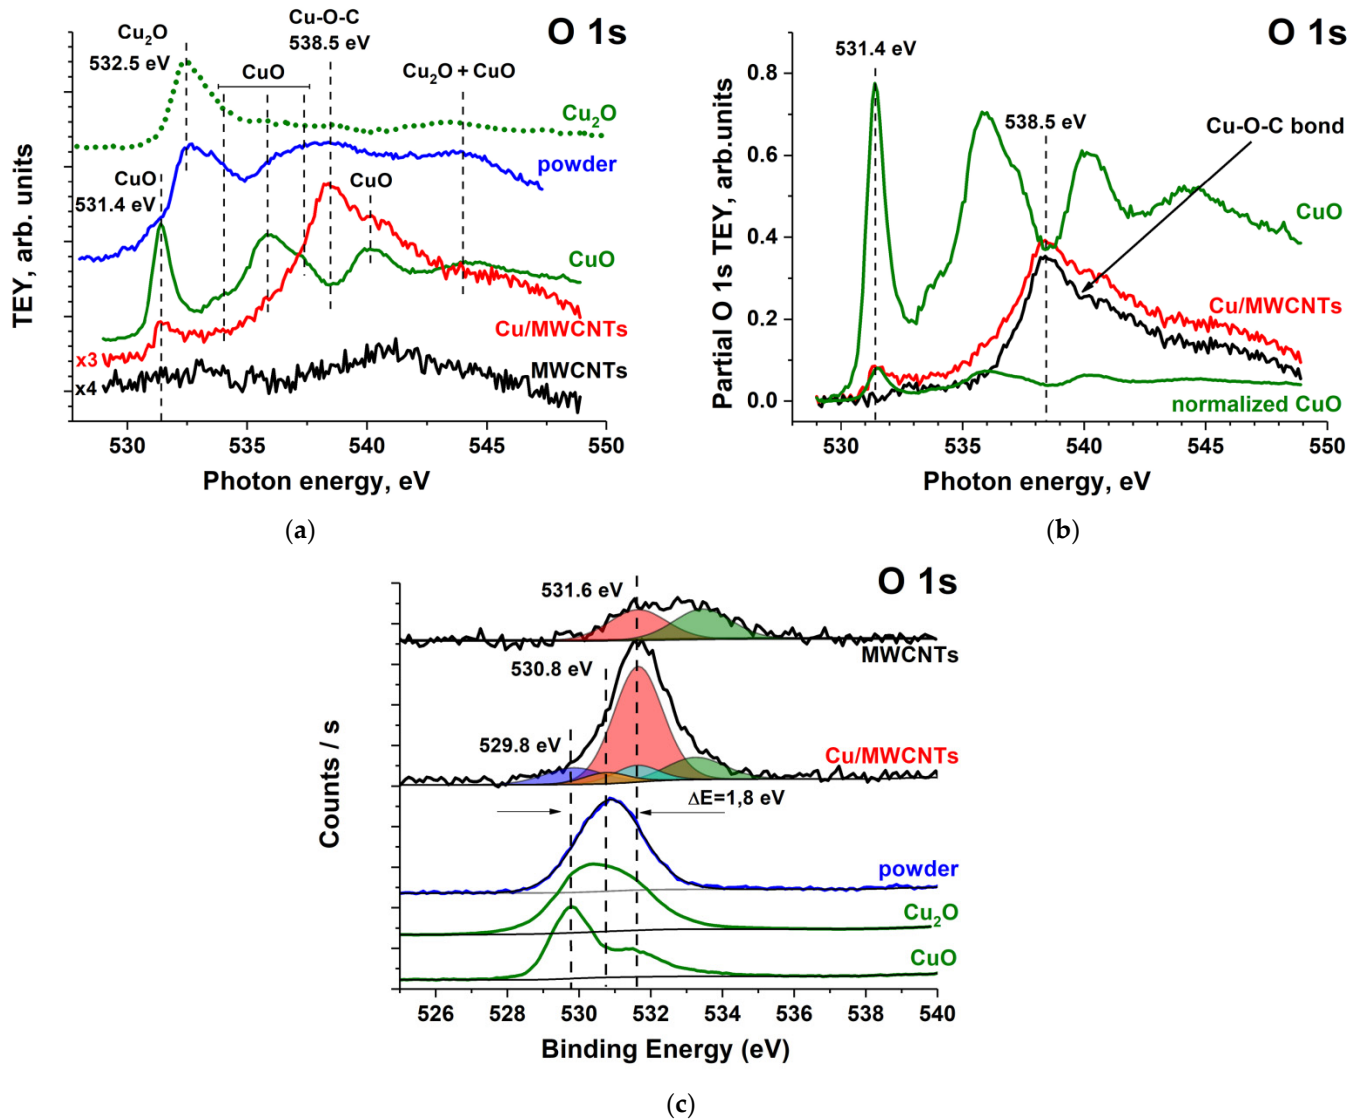 O 1s
Cu-O-C
538.5 eV
Cu₂O
532.5 eV
CuO
Cu₂O + CuO
Cu₂O
powder
CuO
531.4 eV
CuO
CuO
Cu/MWCNTs
x3
MWCNTs
x4
TEY, arb. units
530 535 540 545 550
Photon energy, eV
(a)
O 1s
531.4 eV
538.5 eV
Cu-O-C bond
CuO
Cu/MWCNTs
normalized CuO
0.8
0.6
0.4
0.2
0.0
Partial O 1s TEY, arb.units
530 535 540 545 550
Photon energy, eV
(b)
O 1s
531.6 eV
MWCNTs
530.8 eV
529.8 eV
Cu/MWCNTs
ΔE=1,8 eV
powder
Cu₂O
CuO
Counts / s
526 528 530 532 534 536 538 540
Binding Energy (eV)
(c)